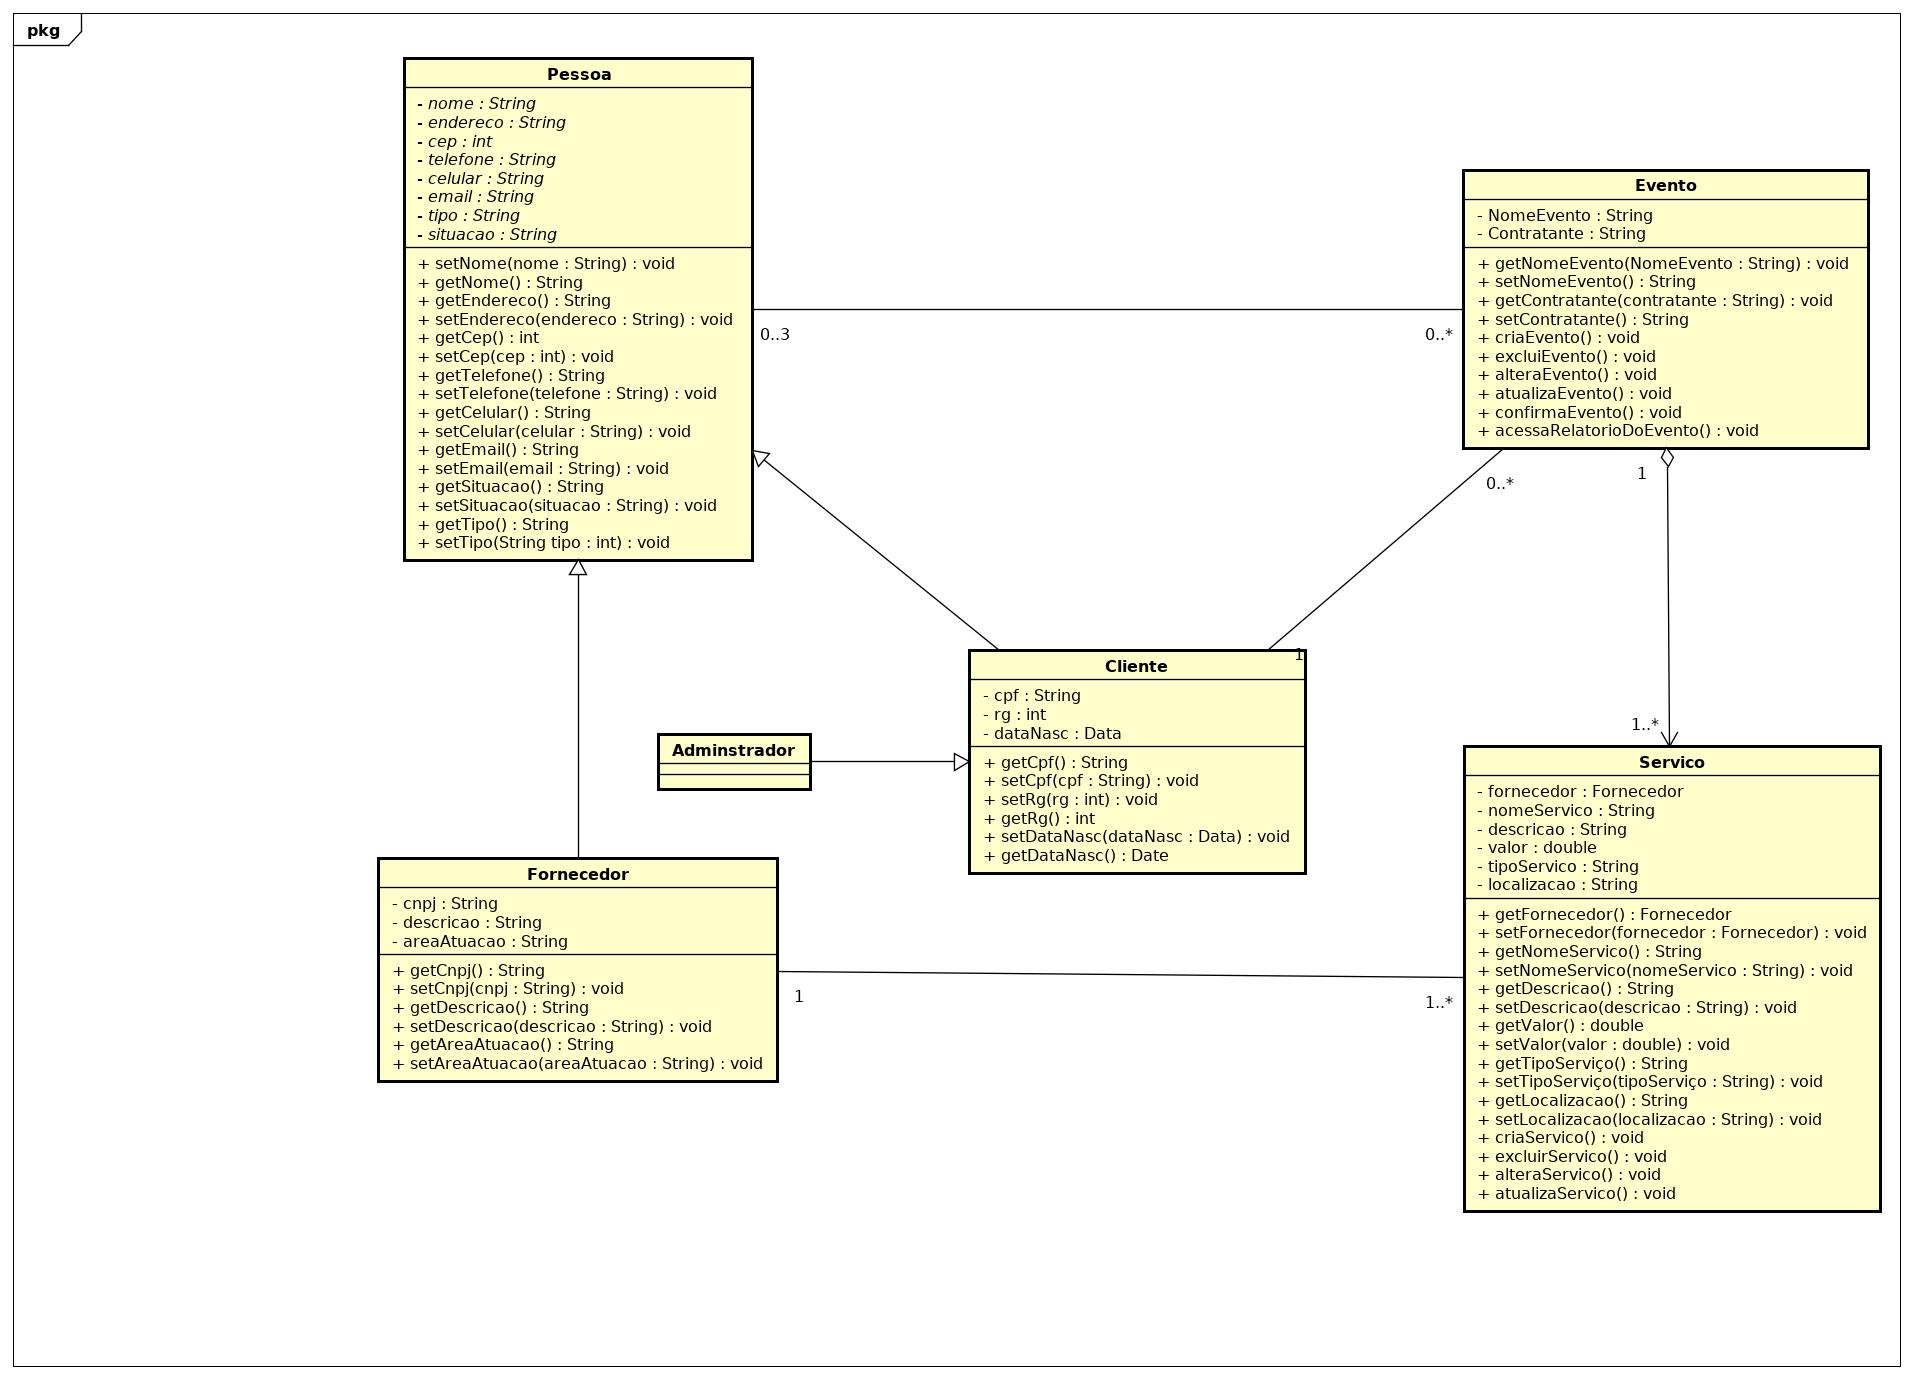 pkg
Pessoa
- nome : String
- endereco : String
- cep : int
- telefone : String
- celular : String
- email : String
- tipo : String
- situacao : String
+ setNome(nome : String) : void
+ getNome() : String
+ getEndereco() : String
+ setEndereco(endereco : String) : void
+ getCep() : int
+ setCep(cep : int) : void
+ getTelefone() : String
+ setTelefone(telefone : String) : void
+ getCelular() : String
+ setCelular(celular : String) : void
+ getEmail() : String
+ setEmail(email : String) : void
+ getSituacao() : String
+ setSituacao(situacao : String) : void
+ getTipo() : String
+ setTipo(String tipo : int) : void
0..3
0..*
Evento
- NomeEvento : String
- Contratante : String
+ getNomeEvento(NomeEvento : String) : void
+ setNomeEvento() : String
+ getContratante(contratante : String) : void
+ setContratante() : String
+ criaEvento() : void
+ excluiEvento() : void
+ alteraEvento() : void
+ atualizaEvento() : void
+ confirmaEvento() : void
+ acessaRelatorioDoEvento() : void
0..*
1
1
1..*
Cliente
- cpf : String
- rg : int
- dataNasc : Data
+ getCpf() : String
+ setCpf(cpf : String) : void
+ setRg(rg : int) : void
+ getRg() : int
+ setDataNasc(dataNasc : Data) : void
+ getDataNasc() : Date
Adminstrador
Fornecedor
- cnpj : String
- descricao : String
- areaAtuacao : String
+ getCnpj() : String
+ setCnpj(cnpj : String) : void
+ getDescricao() : String
+ setDescricao(descricao : String) : void
+ getAreaAtuacao() : String
+ setAreaAtuacao(areaAtuacao : String) : void
1
1..*
Servico
- fornecedor : Fornecedor
- nomeServico : String
- descricao : String
- valor : double
- tipoServico : String
- localizacao : String
+ getFornecedor() : Fornecedor
+ setFornecedor(fornecedor : Fornecedor) : void
+ getNomeServico() : String
+ setNomeServico(nomeServico : String) : void
+ getDescricao() : String
+ setDescricao(descricao : String) : void
+ getValor() : double
+ setValor(valor : double) : void
+ getTipoServiço() : String
+ setTipoServiço(tipoServiço : String) : void
+ getLocalizacao() : String
+ setLocalizacao(localizacao : String) : void
+ criaServico() : void
+ excluirServico() : void
+ alteraServico() : void
+ atualizaServico() : void